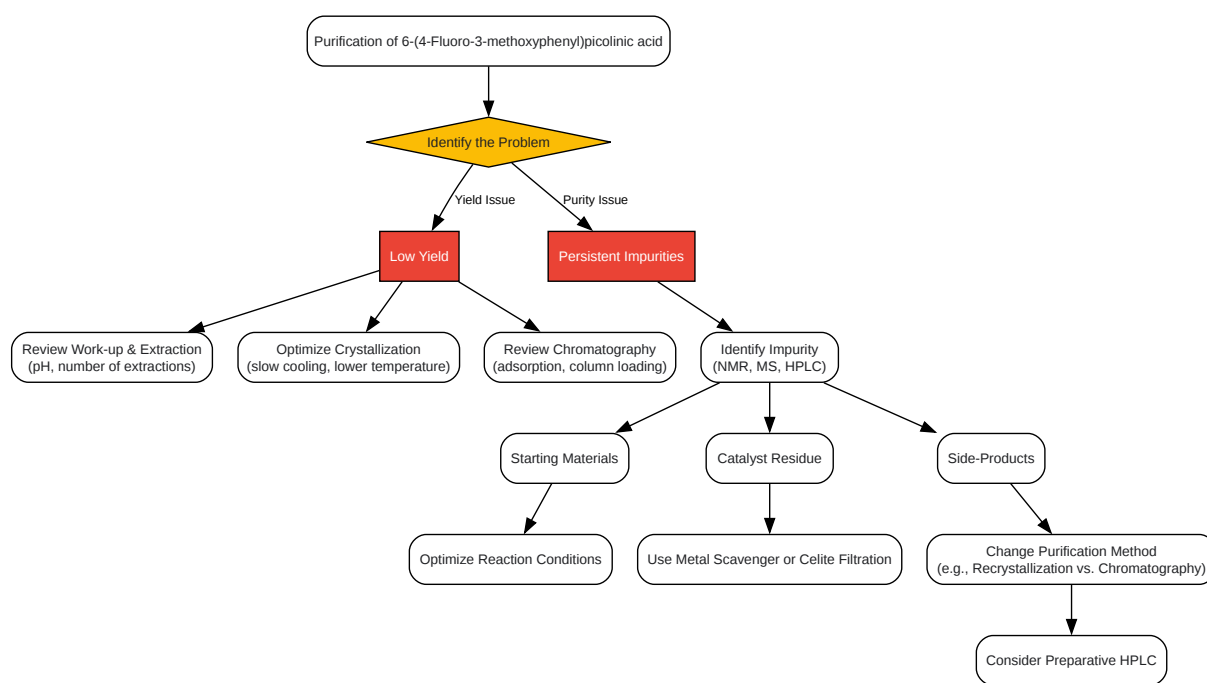 Purification of 6-(4-Fluoro-3-methoxyphenyl)picolinic acid
Identify the Problem
Yield Issue
Purity Issue
Low Yield
Persistent Impurities
Review Work-up & Extraction
(pH, number of extractions)
Optimize Crystallization
(slow cooling, lower temperature)
Review Chromatography
(adsorption, column loading)
Identify Impurity
(NMR, MS, HPLC)
Starting Materials
Catalyst Residue
Side-Products
Optimize Reaction Conditions
Use Metal Scavenger or Celite Filtration
Change Purification Method
(e.g., Recrystallization vs. Chromatography)
Consider Preparative HPLC